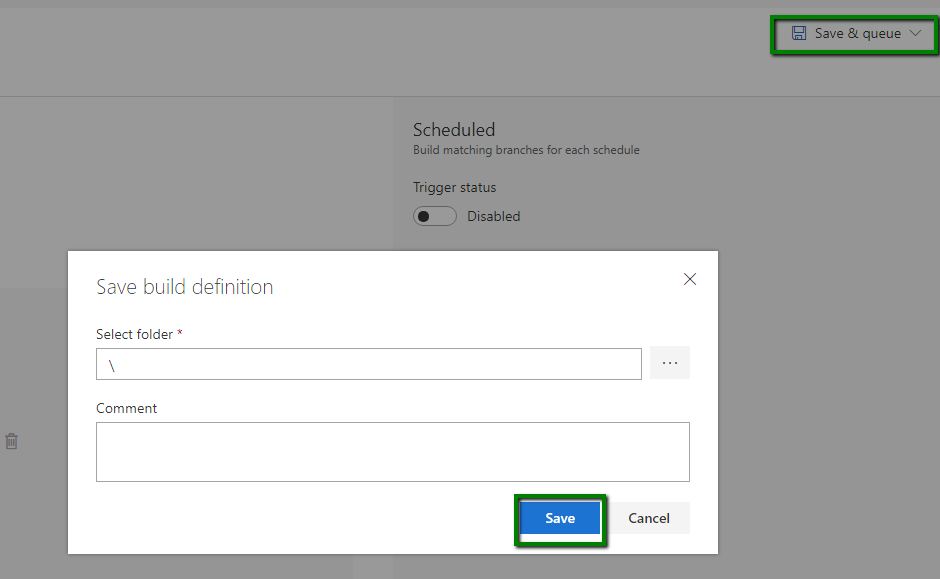 Save & queue
Scheduled
Build matching branches for each schedule
Trigger status
Disabled
Save build definition
Select folder *
\
...
Comment
Save
Cancel